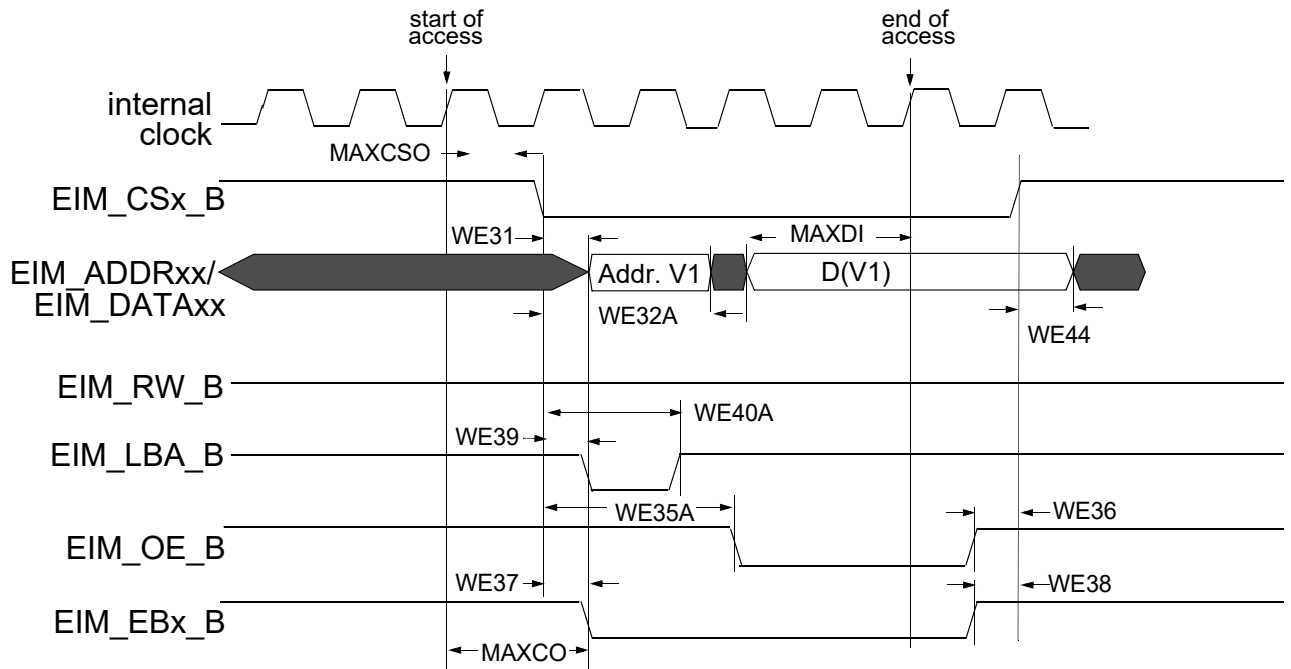 start of
access
end of
access
internal
clock
MAXCSO
EIM_CSx_B
WE31
MAXDI
EIM_ADDRxx/
EIM_DATAxx
Addr. V1
D(V1)
WE32A
WE44
EIM_RW_B
WE40A
WE39
EIM_LBA_B
WE35A
WE36
EIM_OE_B
WE37
WE38
EIM_EBx_B
MAXCO